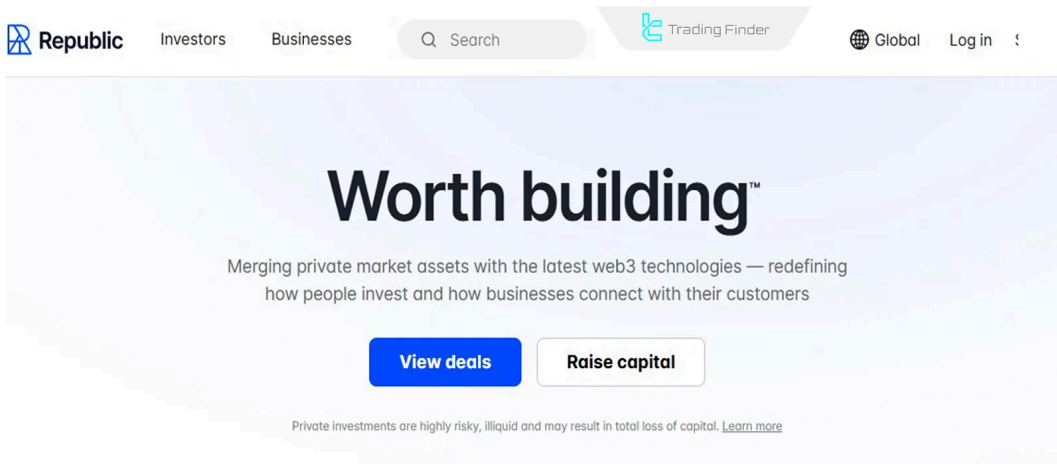 Republic
Investors
Businesses
Search
Trading Finder
Global
Log in
Worth building™
Merging private market assets with the latest web3 technologies — redefining
how people invest and how businesses connect with their customers
View deals
Raise capital
Private investments are highly risky, illiquid and may result in total loss of capital. Learn more